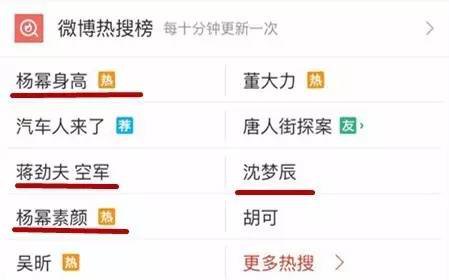 微博热搜榜 每十分钟更新一次
杨幂身高 热 董大力 热
汽车人来了 荐 唐人街探案 友
蒋劲夫 空军 沈梦辰
杨幂素颜 热 胡可
吴昕 热 更多热搜